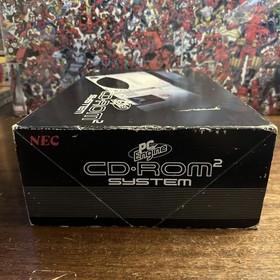 NEC
PC
Engine
CD·ROM²
SYSTEM